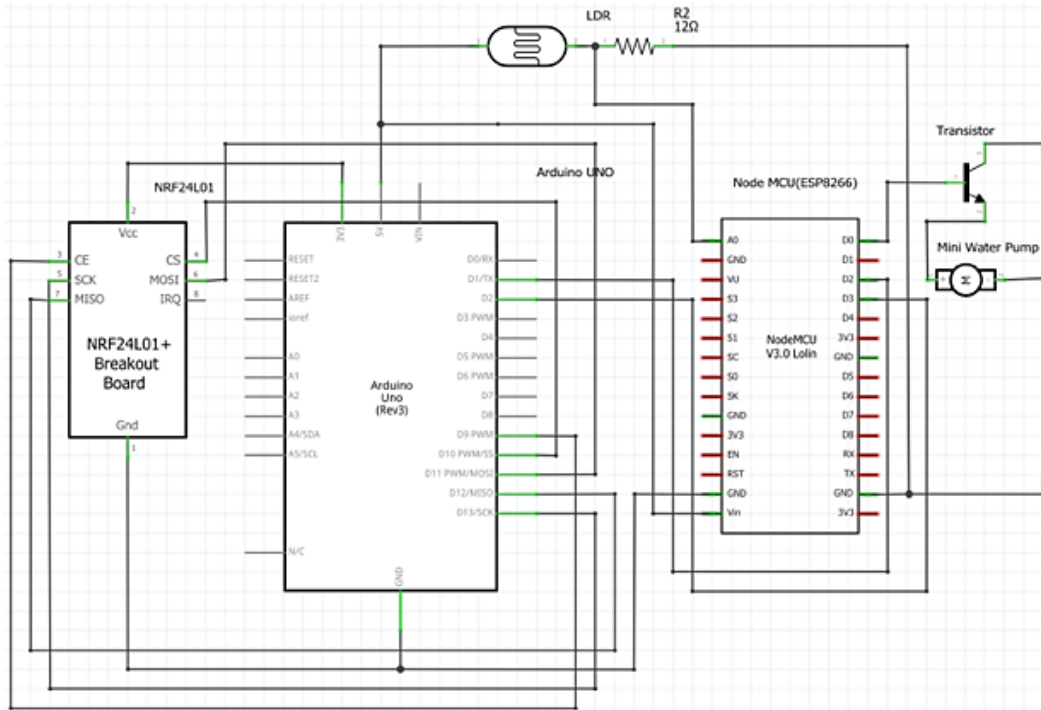 LDR
R2
12Ω
Transistor
NRF24L01
Arduino UNO
Node MCU(ESP8266)
Mini Water Pump
2
Vcc
3
CE
CS
4
5
SCK
MOSI
6
7
MISO
IRQ
8
NRF24L01+
Breakout
Board
Gnd
1
3V3
5V
VIN
RESET
RESET2
AREF
ioref
A0
A1
A2
A3
A4/SDA
A5/SCL
N/C
Arduino
Uno
(Rev3)
D0/RX
D1/TX
D2
D3 PWM
D4
D5 PWM
D6 PWM
D7
D8
D9 PWM
D10 PWM/SS
D11 PWM/MOSI
D12/MISO
D13/SCK
GND
A0
GND
VU
S3
S2
S1
SC
S0
SK
GND
3V3
EN
RST
GND
Vin
NodeMCU
V3.0 Lolin
D0
D1
D2
D3
D4
3V3
GND
D5
D6
D7
D8
RX
TX
GND
3V3
M